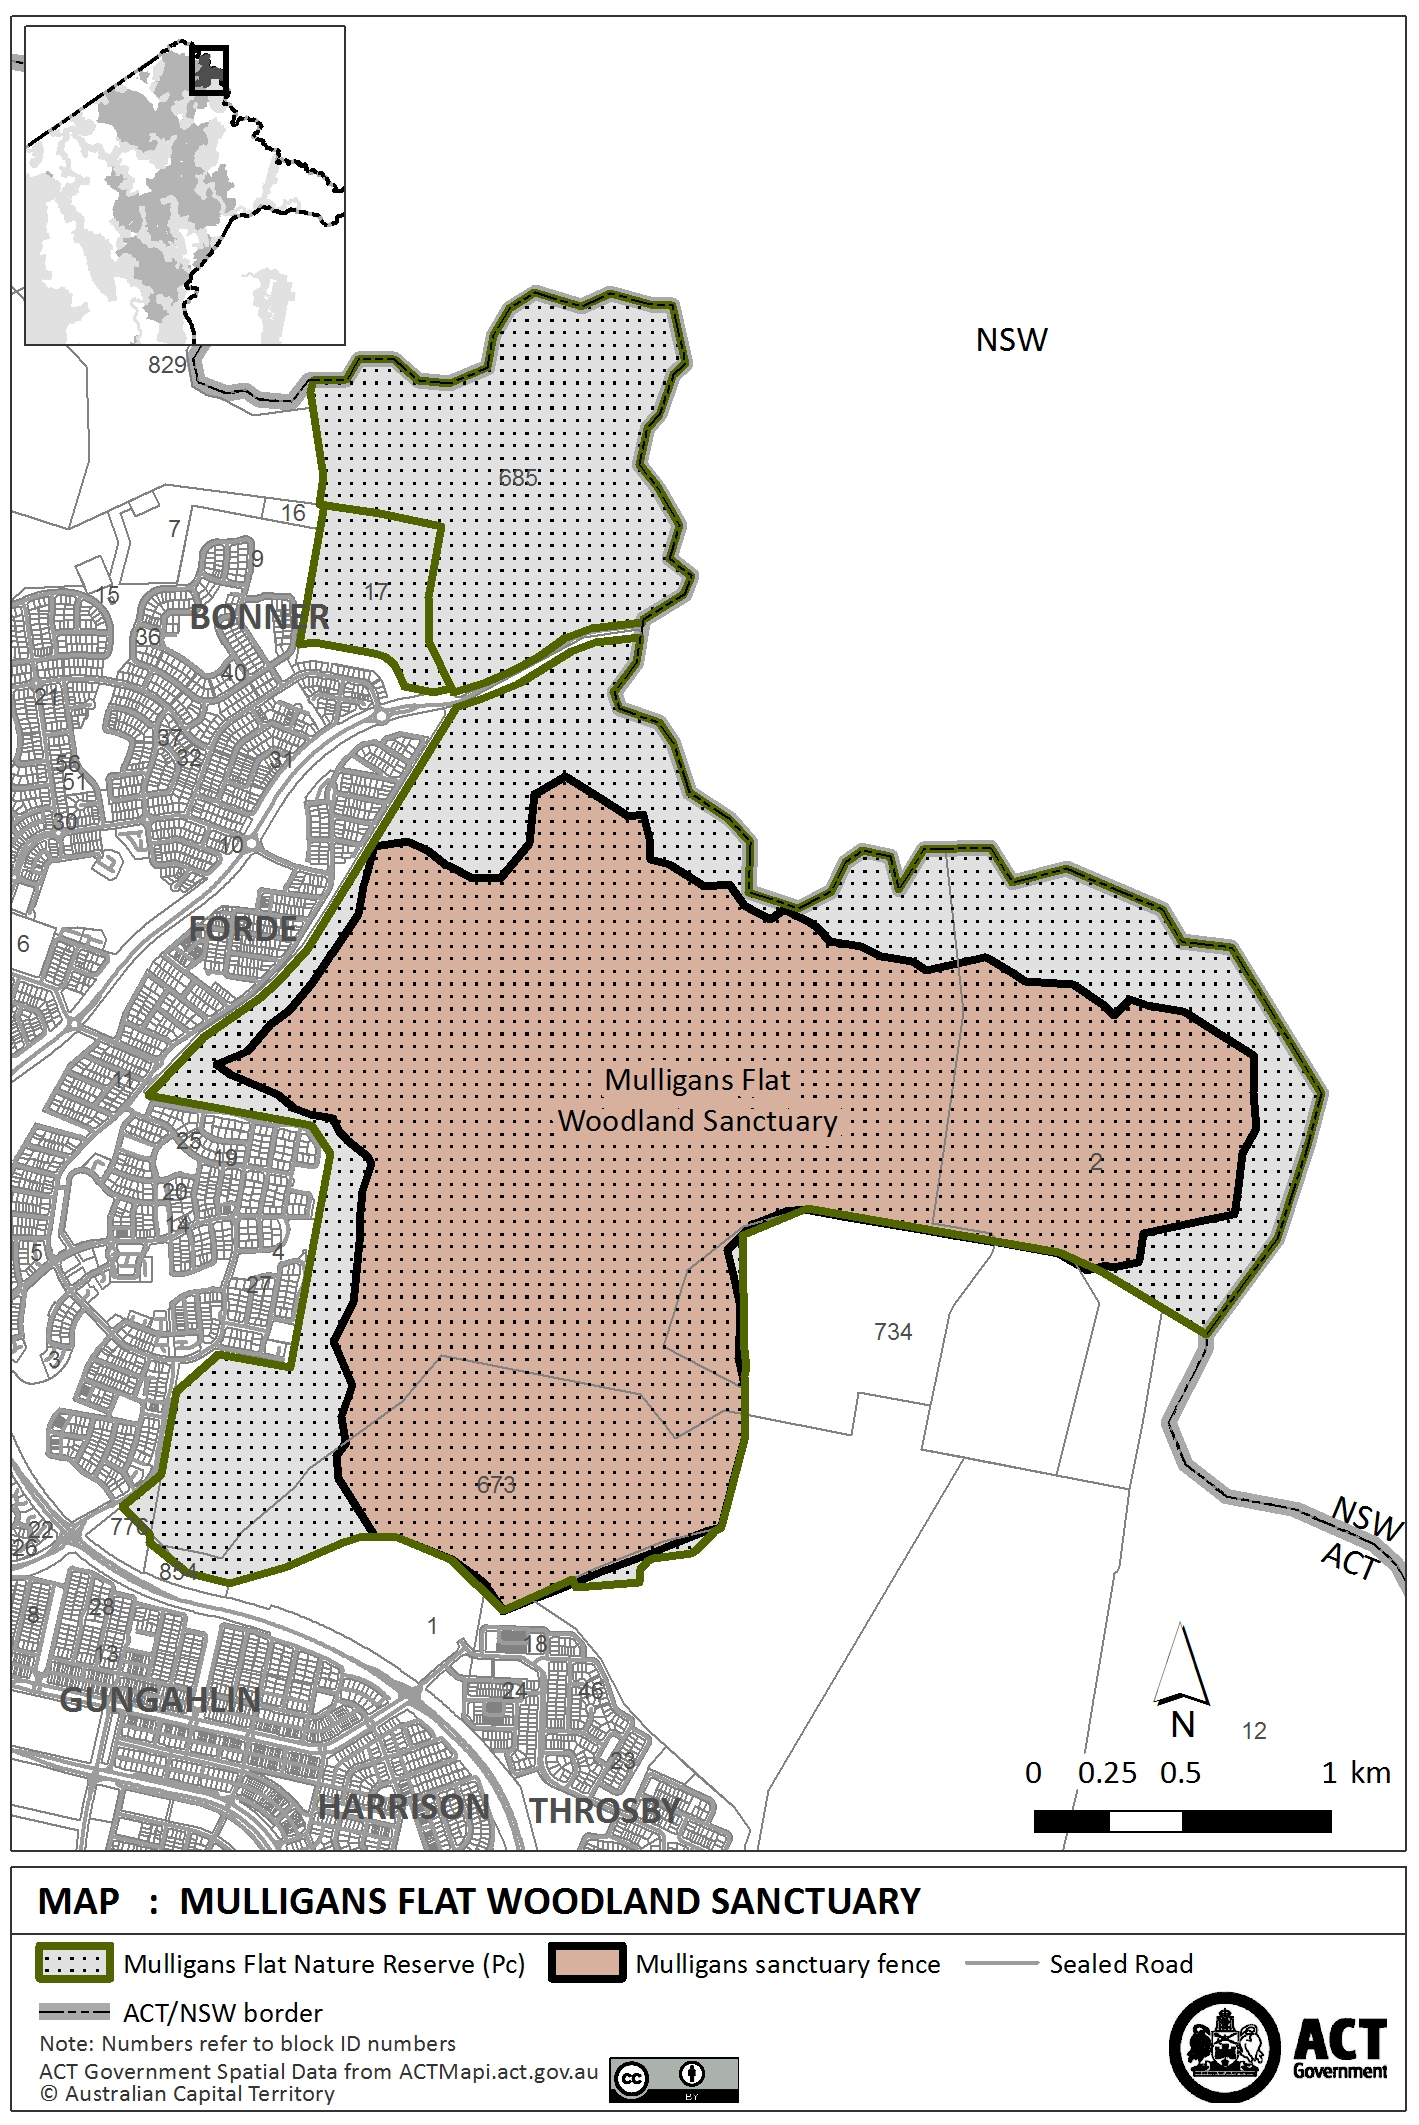 NSW
829
685
16
7
9
17
15
BONNER
36
40
21
37
32
31
56
51
30
10
FORDE
6
11
Mulligans Flat
Woodland Sanctuary
25
19
2
20
14
5
4
27
734
3
673
776
22
26
854
NSW
ACT
8
28
1
18
13
24
46
GUNGAHLIN
N
12
23
0 0.25 0.5 1 km
HARRISON
THROSBY
MAP : MULLIGANS FLAT WOODLAND SANCTUARY
Mulligans Flat Nature Reserve (Pc) Mulligans sanctuary fence Sealed Road
ACT/NSW border
Note: Numbers refer to block ID numbers
ACT Government Spatial Data from ACTMapi.act.gov.au
© Australian Capital Territory
cc
BY
ACT
Government